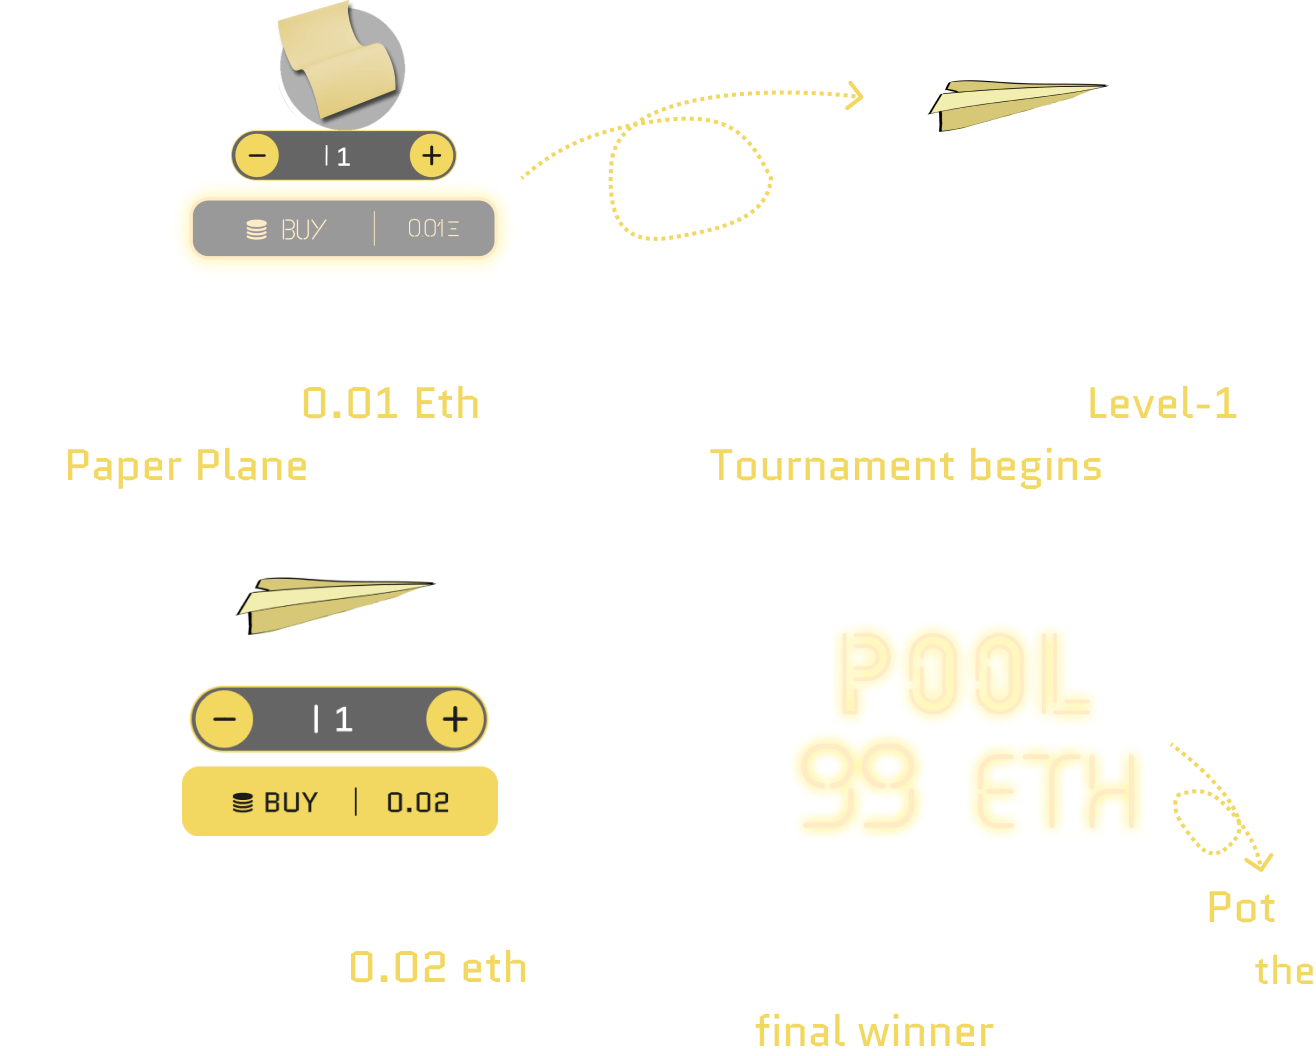 − | 1 +
BUY | 0.01Ξ
0.01 Eth
Paper Plane
Level-1
Tournament begins
− | 1 +
BUY | 0.02
0.02 eth
POOL
99 ETH
Pot
the
final winner